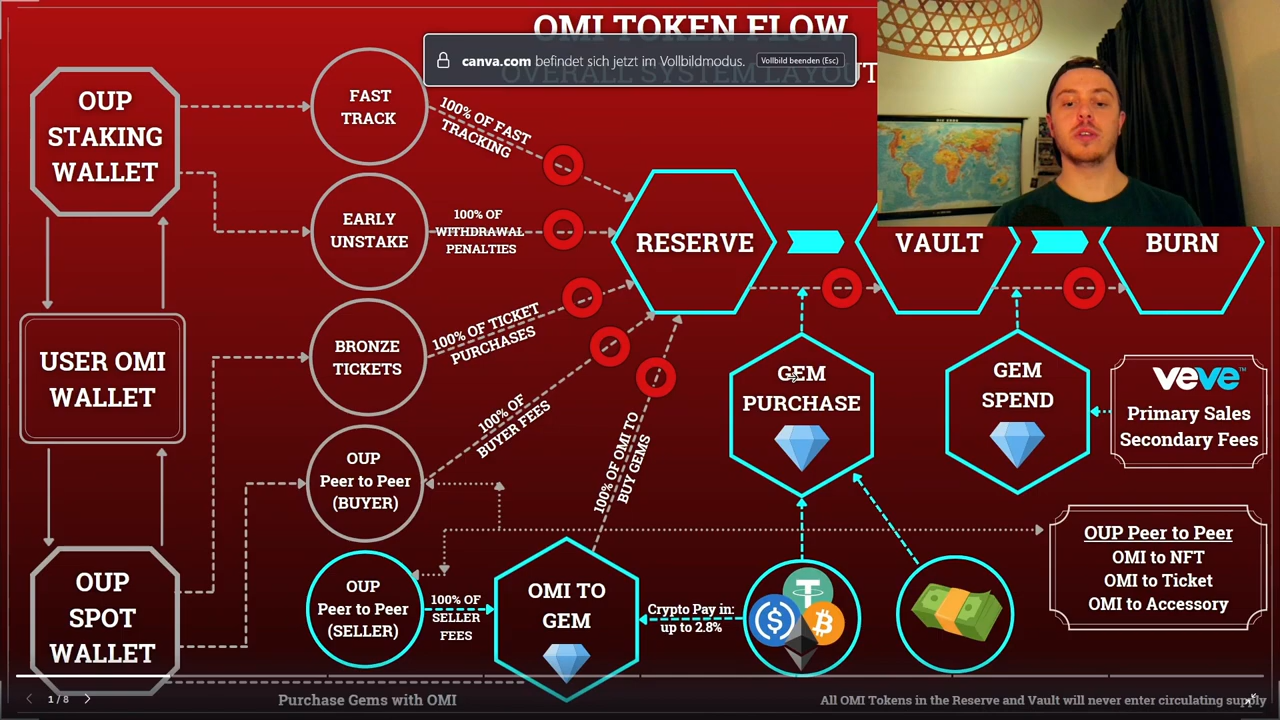 OMI TOKEN FLOW
OVERALL SYSTEM LAYOUT
canva.com befindet sich jetzt im Vollbildmodus. Vollbild beenden (Esc)
OUP
STAKING
WALLET
FAST
TRACK
100% OF FAST
TRACKING
EARLY
UNSTAKE
100% OF
WITHDRAWAL
PENALTIES
RESERVE
VAULT
BURN
USER OMI
WALLET
BRONZE
TICKETS
100% OF TICKET
PURCHASES
GEM
PURCHASE
GEM
SPEND
veve™
Primary Sales
Secondary Fees
100% OF
BUYER FEES
100% OF OMI TO
BUY GEMS
OUP
Peer to Peer
(BUYER)
OUP Peer to Peer
OMI to NFT
OMI to Ticket
OMI to Accessory
OUP
SPOT
WALLET
OUP
Peer to Peer
(SELLER)
100% OF
SELLER
FEES
OMI TO
GEM
Crypto Pay in:
up to 2.8%
1 / 8
Purchase Gems with OMI
All OMI Tokens in the Reserve and Vault will never enter circulating supply